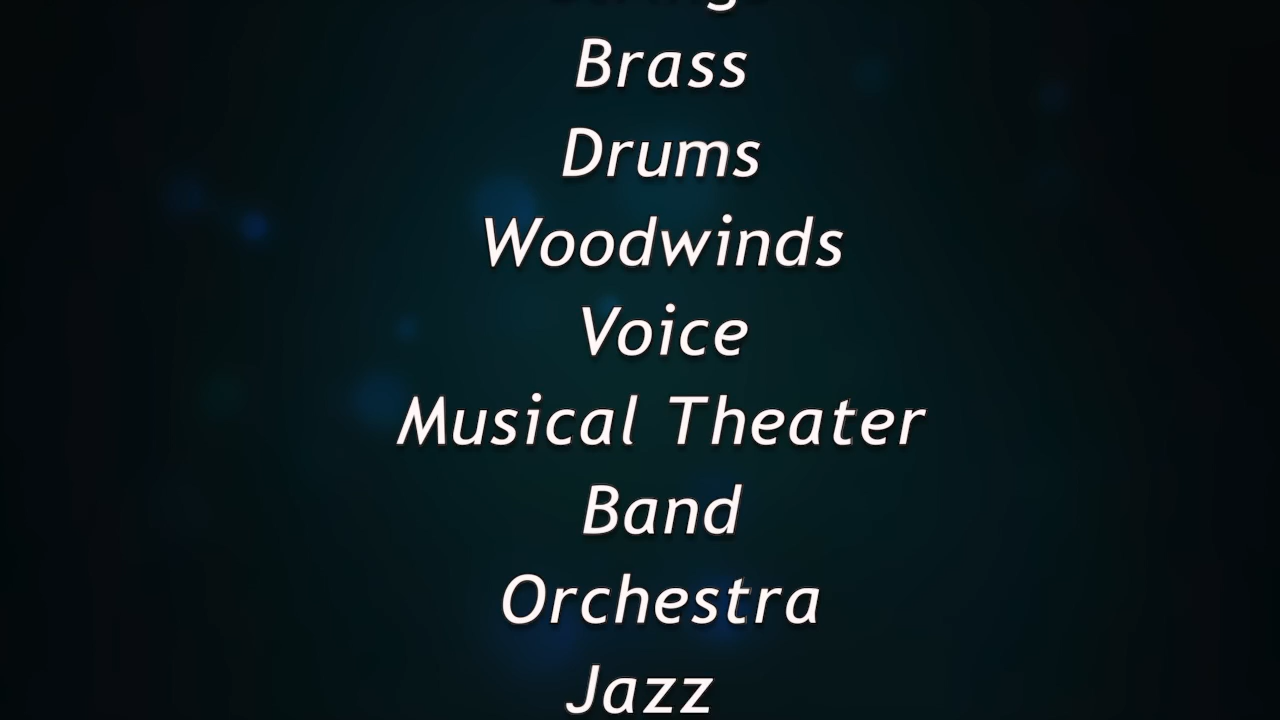 Brass
Drums
Woodwinds
Voice
Musical Theater
Band
Orchestra
Jazz